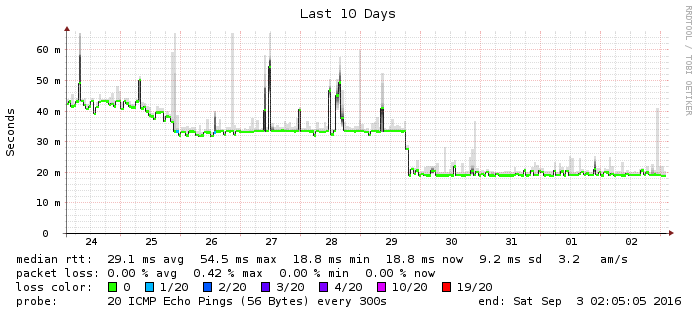 Last 10 Days
RRDTOOL / TOBI OETIKER
Seconds
60 m
50 m
40 m
30 m
20 m
10 m
0
24 25 26 27 28 29 30 31 01 02
median rtt: 29.1 ms avg 54.5 ms max 18.8 ms min 18.8 ms now 9.2 ms sd 3.2 am/s
packet loss: 0.00 % avg 0.42 % max 0.00 % min 0.00 % now
loss color: 0 1/20 2/20 3/20 4/20 10/20 19/20
probe: 20 ICMP Echo Pings (56 Bytes) every 300s end: Sat Sep 3 02:05:05 2016